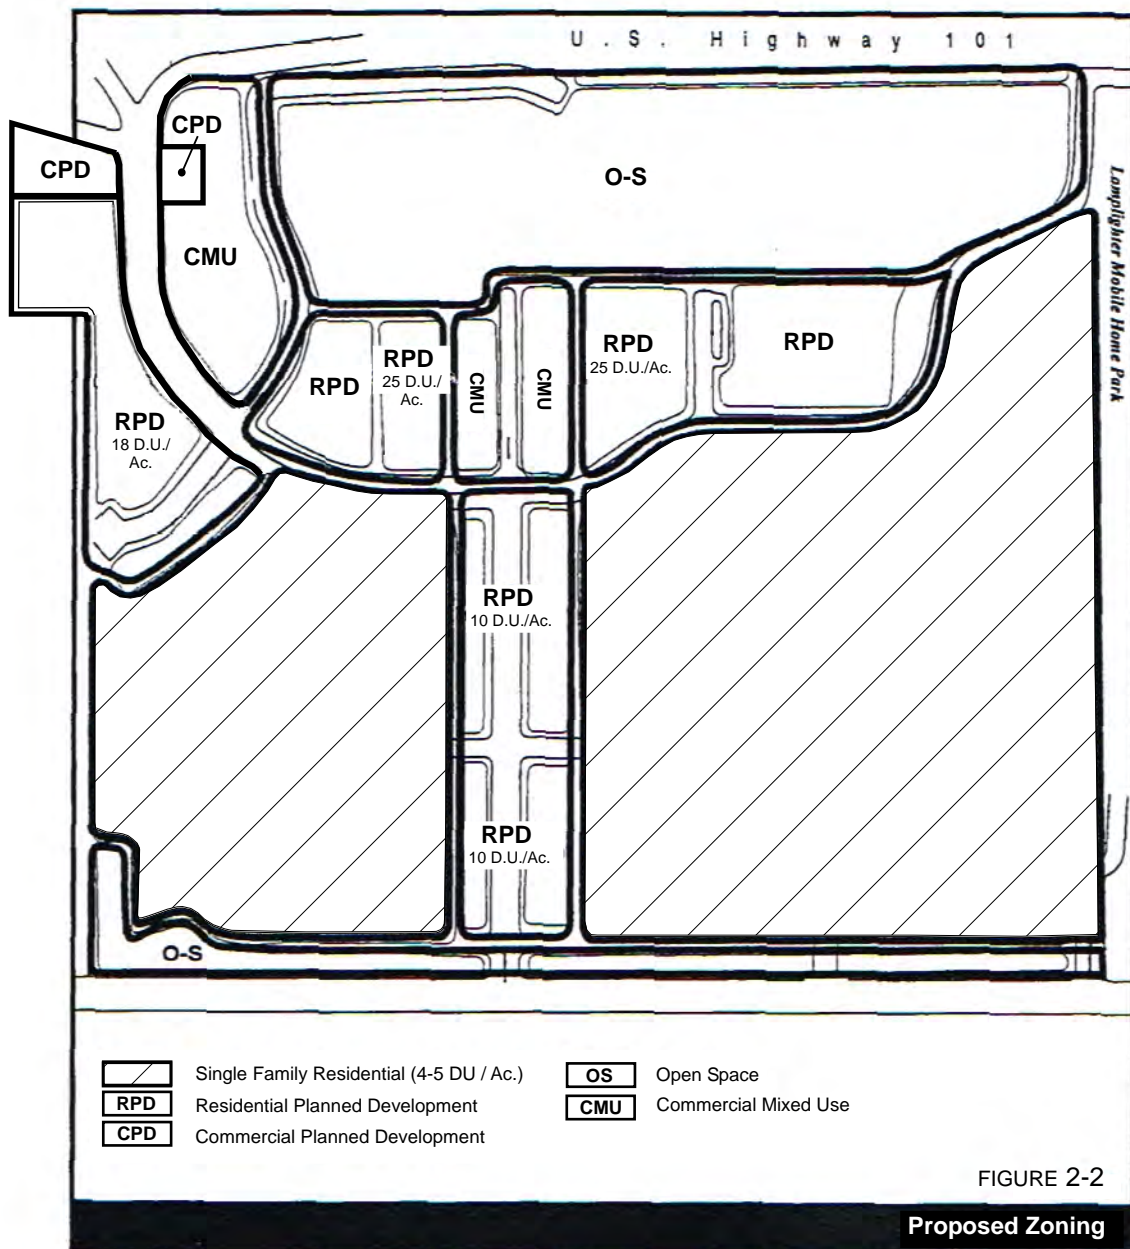 U.S. Highway 101
CPD
CPD
O-S
Lamplighter Mobile Home Park
CMU
RPD
25 D.U./
Ac.
RPD
CMU
CMU
RPD
25 D.U./Ac.
RPD
RPD
18 D.U./
Ac.
RPD
10 D.U./Ac.
RPD
10 D.U./Ac.
O-S
Single Family Residential (4-5 DU / Ac.)
RPD Residential Planned Development
CPD Commercial Planned Development
OS Open Space
CMU Commercial Mixed Use
FIGURE 2-2
Proposed Zoning